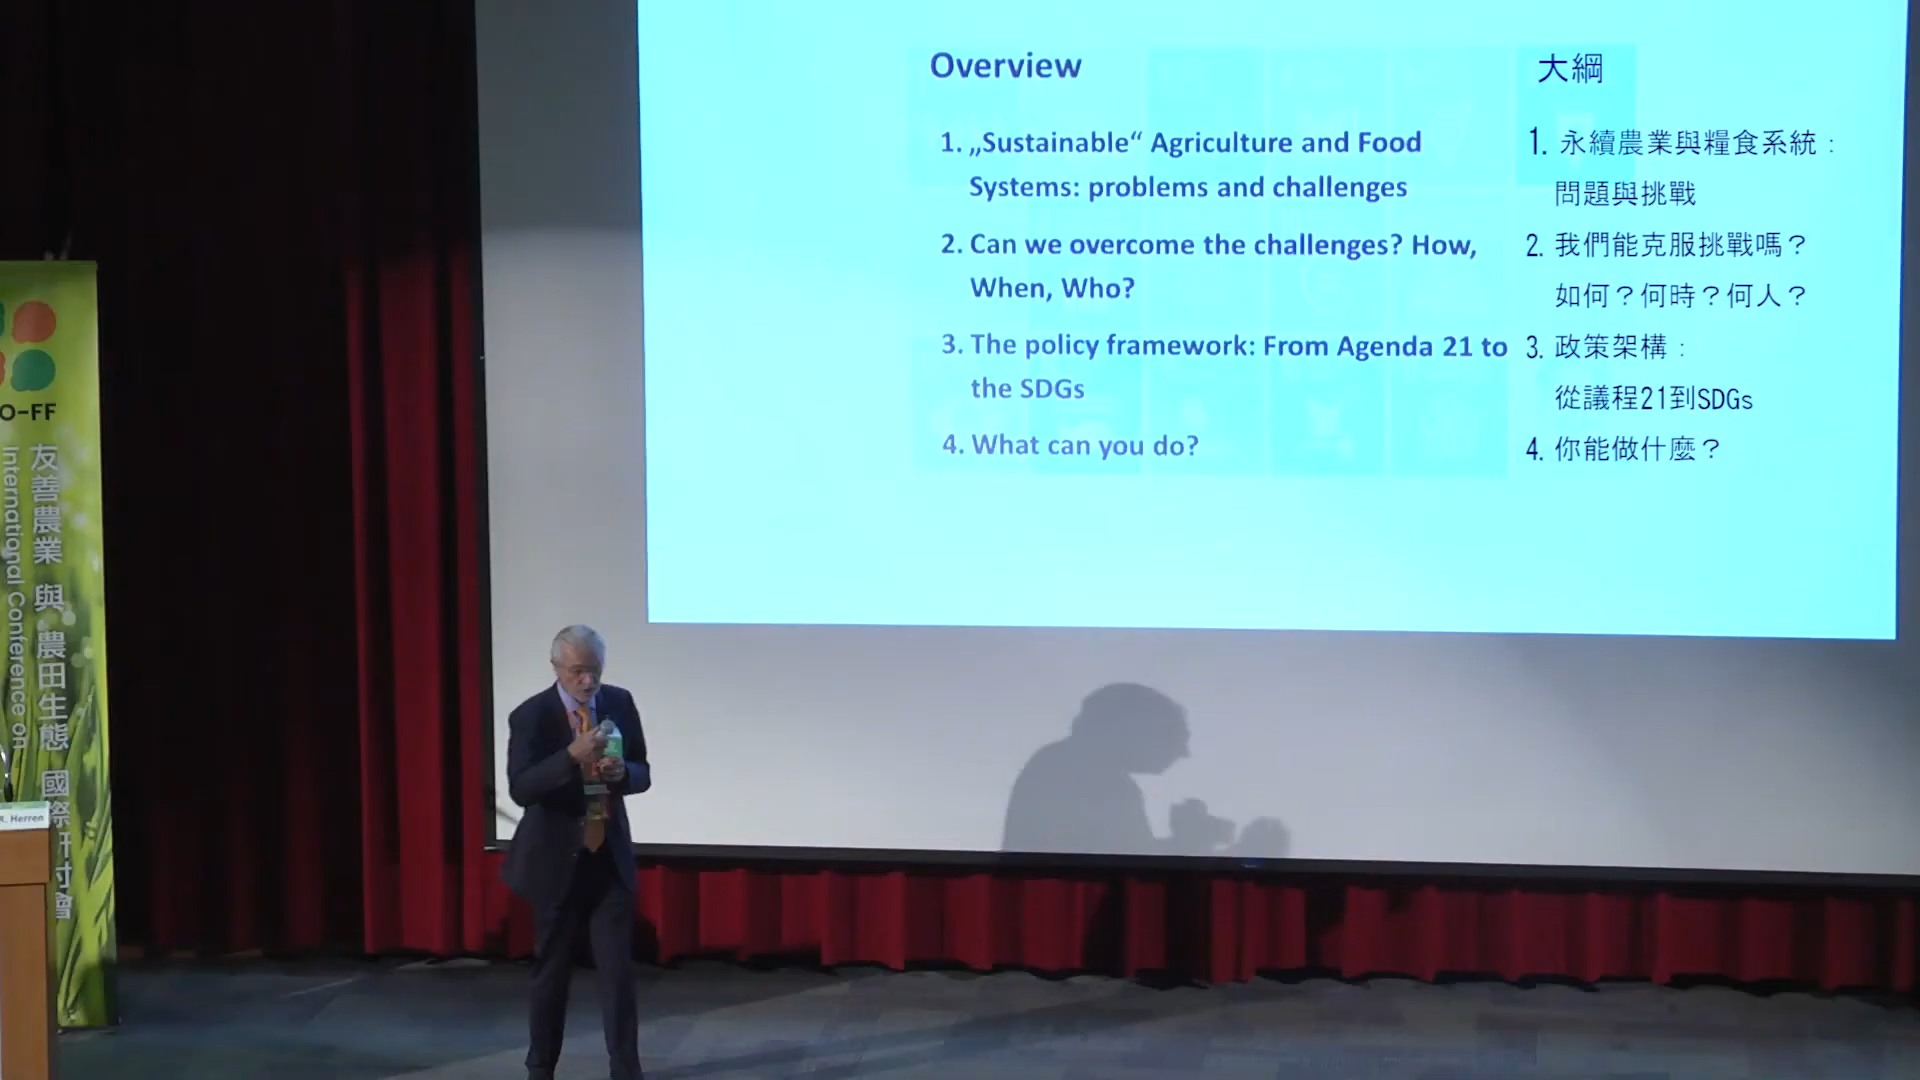 Overview
1. „Sustainable“ Agriculture and Food
Systems: problems and challenges
2. Can we overcome the challenges? How,
When, Who?
3. The policy framework: From Agenda 21 to
the SDGs
4. What can you do?
大綱
1. 永續農業與糧食系統：
問題與挑戰
2. 我們能克服挑戰嗎？
如何？何時？何人？
3. 政策架構：
從議程21到SDGs
4. 你能做什麼？
O-FF
友善農業 與 農田生態 國際研討會
International Conference on
R. Herren